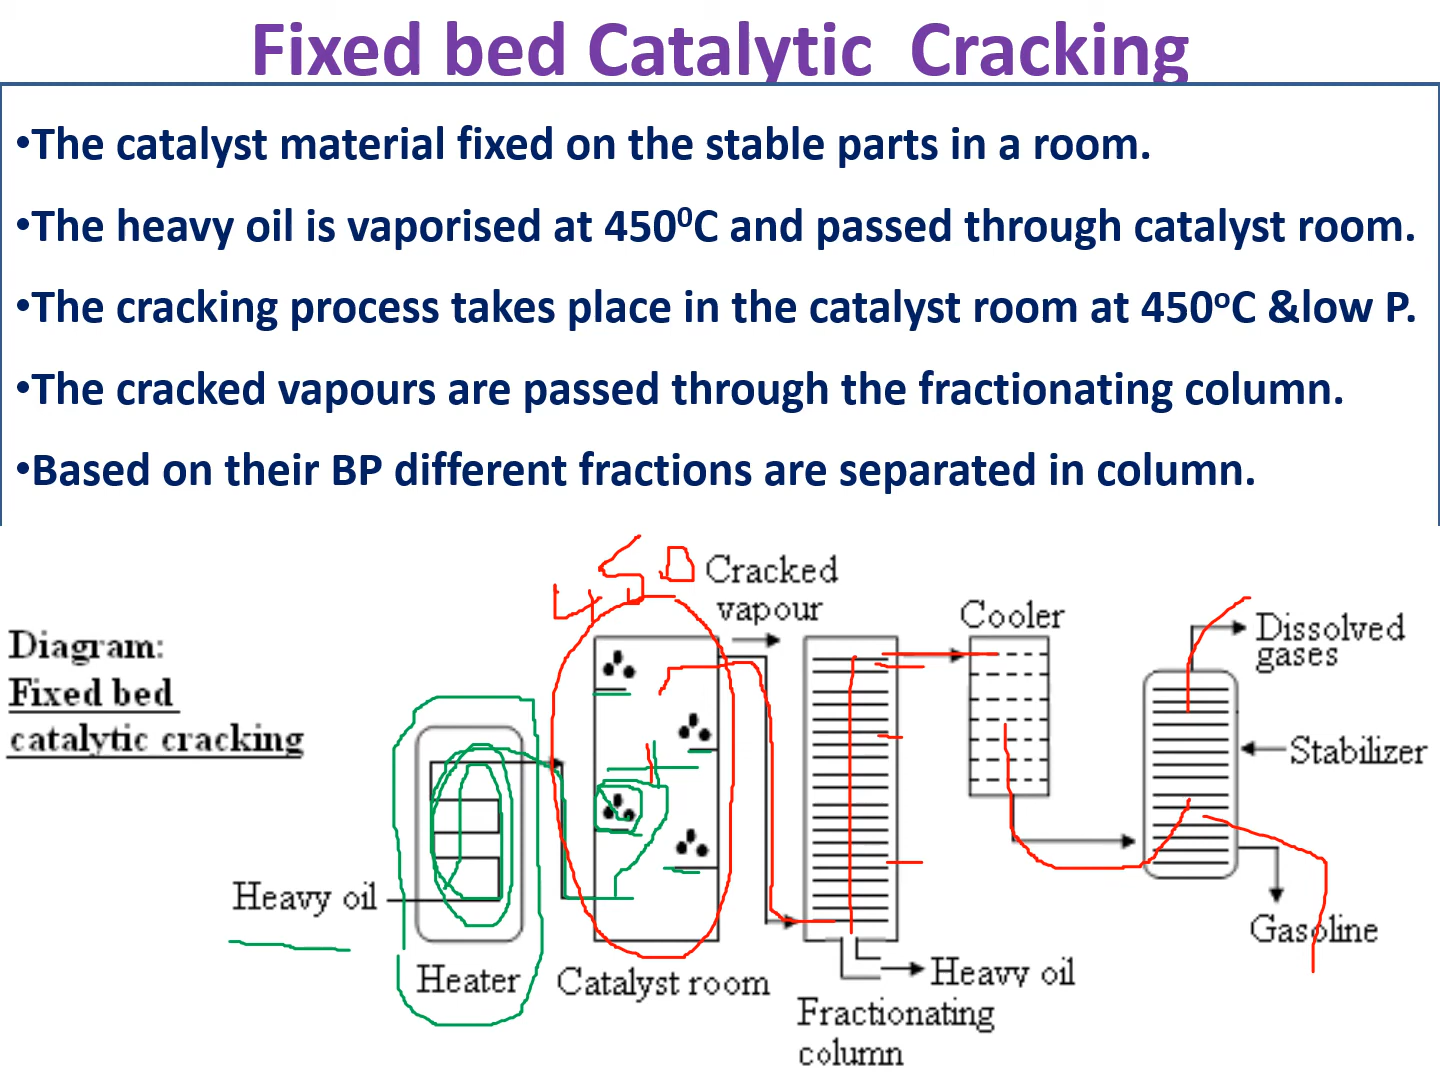 Fixed bed Catalytic Cracking
•The catalyst material fixed on the stable parts in a room.
•The heavy oil is vaporised at 450⁰C and passed through catalyst room.
•The cracking process takes place in the catalyst room at 450ᵒC &low P.
•The cracked vapours are passed through the fractionating column.
•Based on their BP different fractions are separated in column.
450
Cracked
vapour
Cooler
Dissolved
gases
Diagram:
Fixed bed
catalytic cracking
Stabilizer
Heavy oil
Gasoline
Heater
Catalyst room
Heavy oil
Fractionating
column